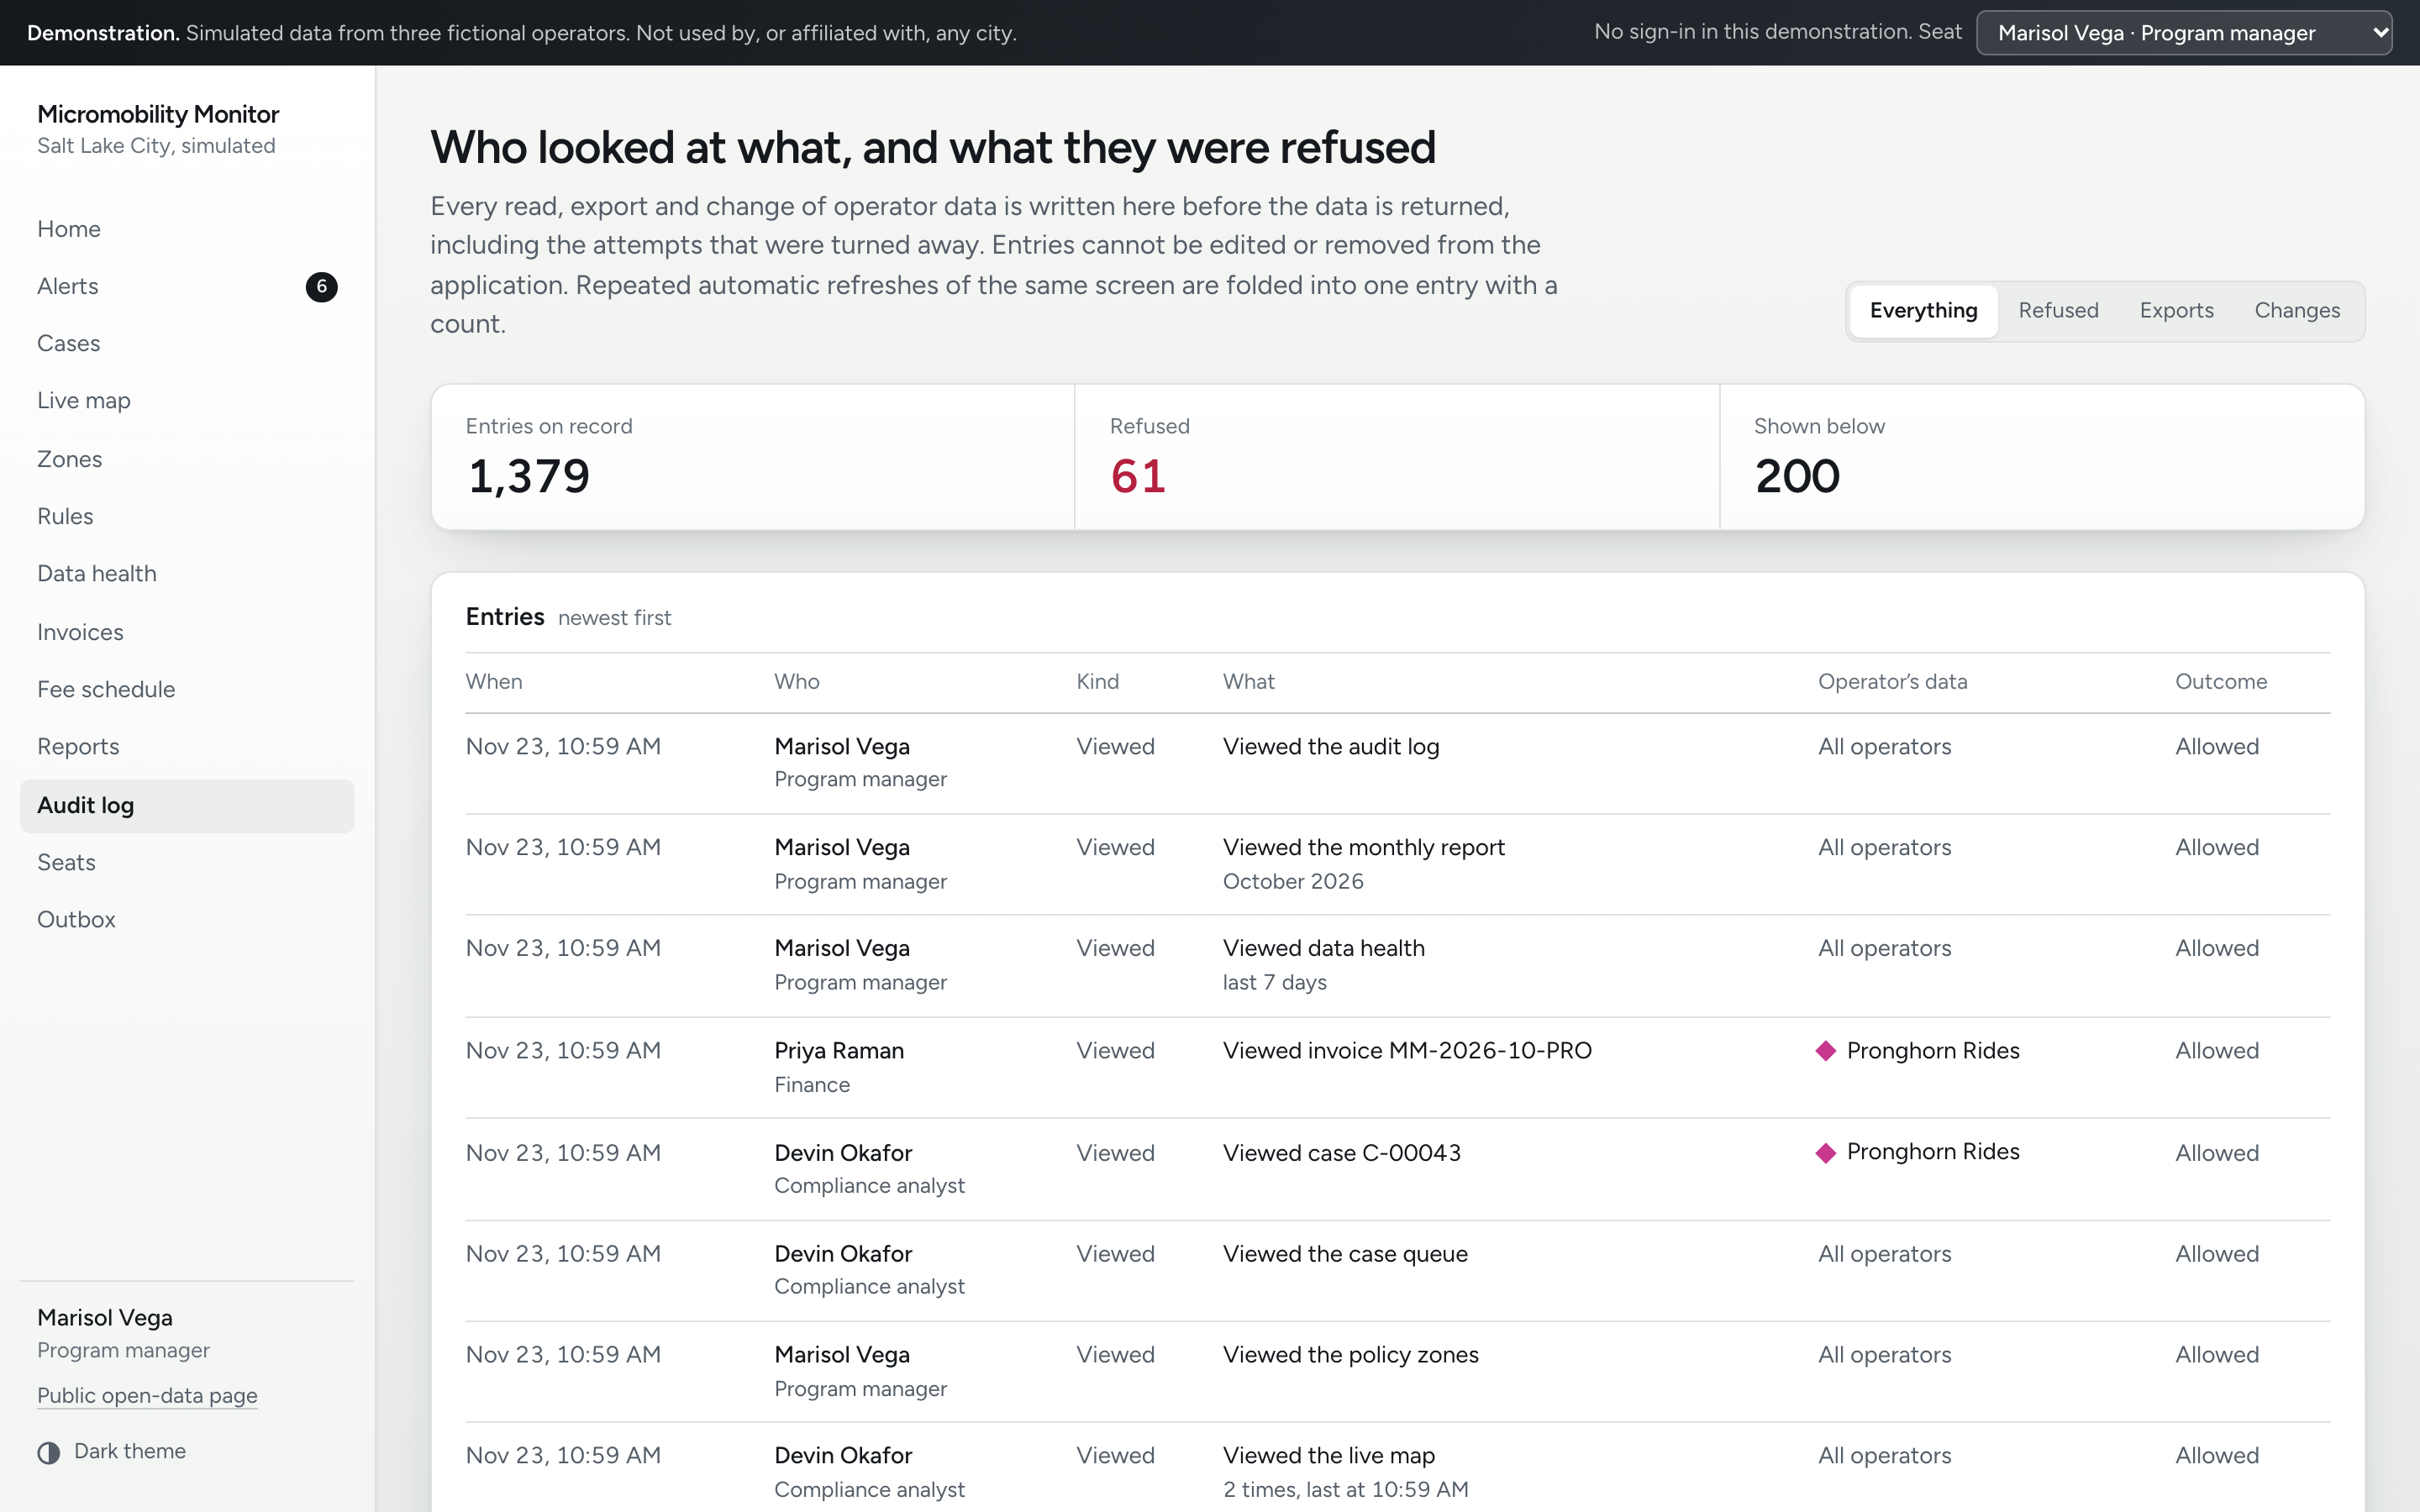 Demonstration. Simulated data from three fictional operators. Not used by, or affiliated with, any city.
No sign-in in this demonstration. Seat
Marisol Vega · Program manager
Micromobility Monitor
Salt Lake City, simulated
Home
Alerts 6
Cases
Live map
Zones
Rules
Data health
Invoices
Fee schedule
Reports
Audit log
Seats
Outbox
Marisol Vega
Program manager
Public open-data page
Dark theme
Who looked at what, and what they were refused
Every read, export and change of operator data is written here before the data is returned,
including the attempts that were turned away. Entries cannot be edited or removed from the
application. Repeated automatic refreshes of the same screen are folded into one entry with a
count.
Everything Refused Exports Changes
Entries on record
1,379
Refused
61
Shown below
200
Entries newest first
When Who Kind What Operator’s data Outcome
Nov 23, 10:59 AM Marisol Vega Viewed Viewed the audit log All operators Allowed
Program manager
Nov 23, 10:59 AM Marisol Vega Viewed Viewed the monthly report All operators Allowed
Program manager October 2026
Nov 23, 10:59 AM Marisol Vega Viewed Viewed data health All operators Allowed
Program manager last 7 days
Nov 23, 10:59 AM Priya Raman Viewed Viewed invoice MM-2026-10-PRO Pronghorn Rides Allowed
Finance
Nov 23, 10:59 AM Devin Okafor Viewed Viewed case C-00043 Pronghorn Rides Allowed
Compliance analyst
Nov 23, 10:59 AM Devin Okafor Viewed Viewed the case queue All operators Allowed
Compliance analyst
Nov 23, 10:59 AM Marisol Vega Viewed Viewed the policy zones All operators Allowed
Program manager
Nov 23, 10:59 AM Devin Okafor Viewed Viewed the live map All operators Allowed
Compliance analyst 2 times, last at 10:59 AM